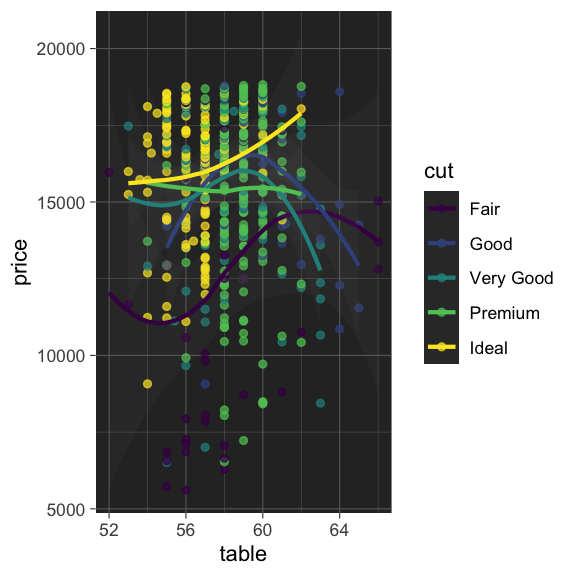 20000
15000
10000
5000
price
52
56
60
64
table
cut
Fair
Good
Very Good
Premium
Ideal